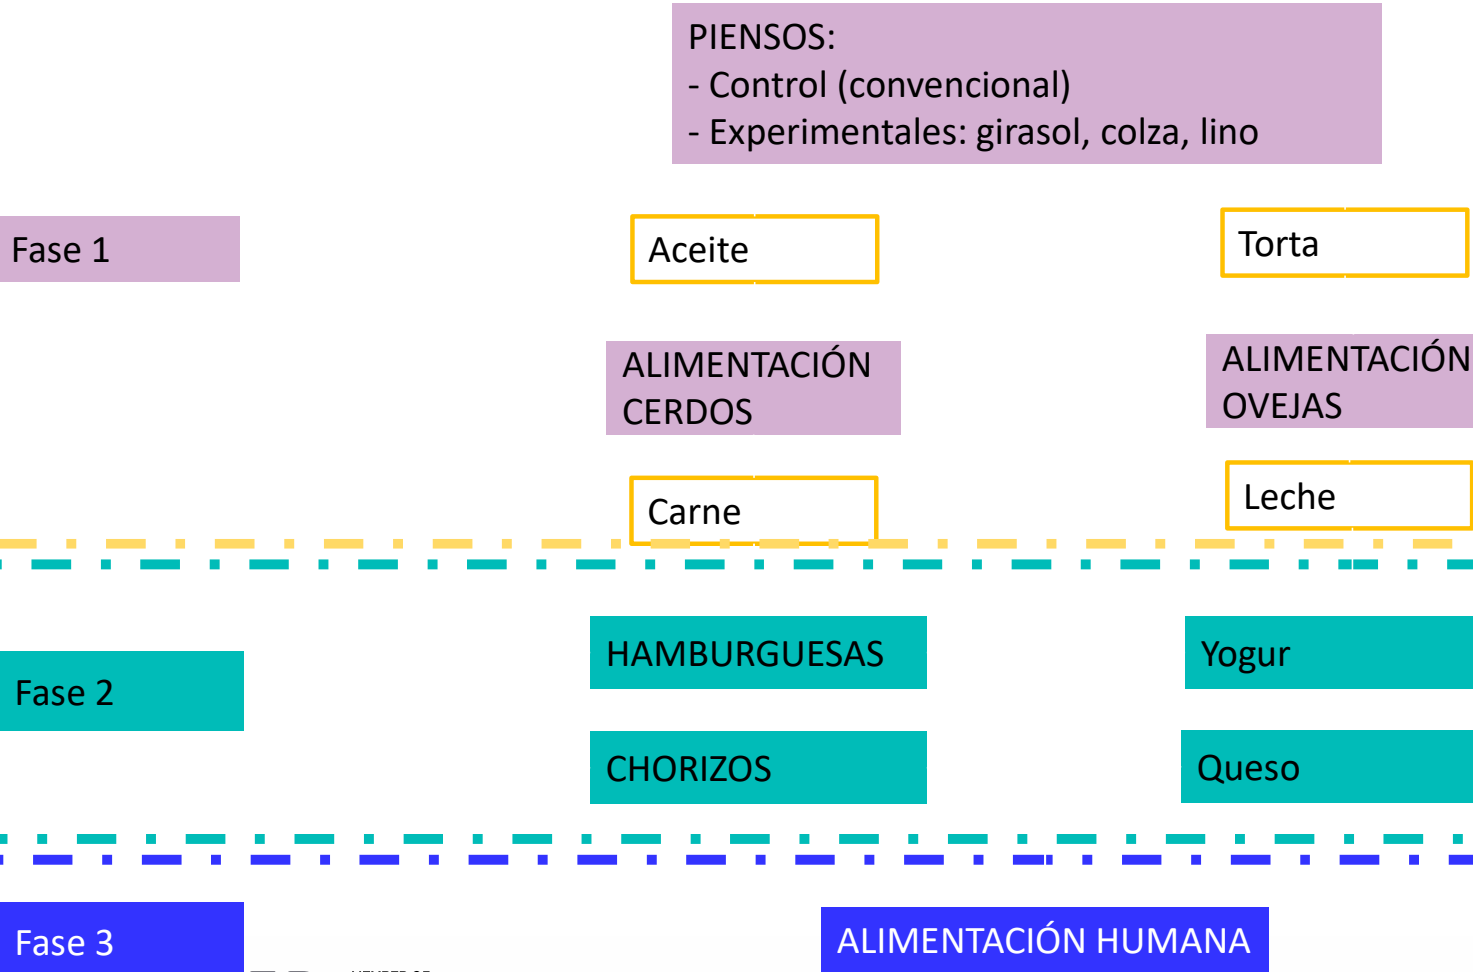 PIENSOS:
- Control (convencional)
- Experimentales: girasol, colza, lino
Fase 1
Aceite
Torta
ALIMENTACIÓN
CERDOS
ALIMENTACIÓN
OVEJAS
Carne
Leche
HAMBURGUESAS
Yogur
Fase 2
CHORIZOS
Queso
Fase 3
ALIMENTACIÓN HUMANA